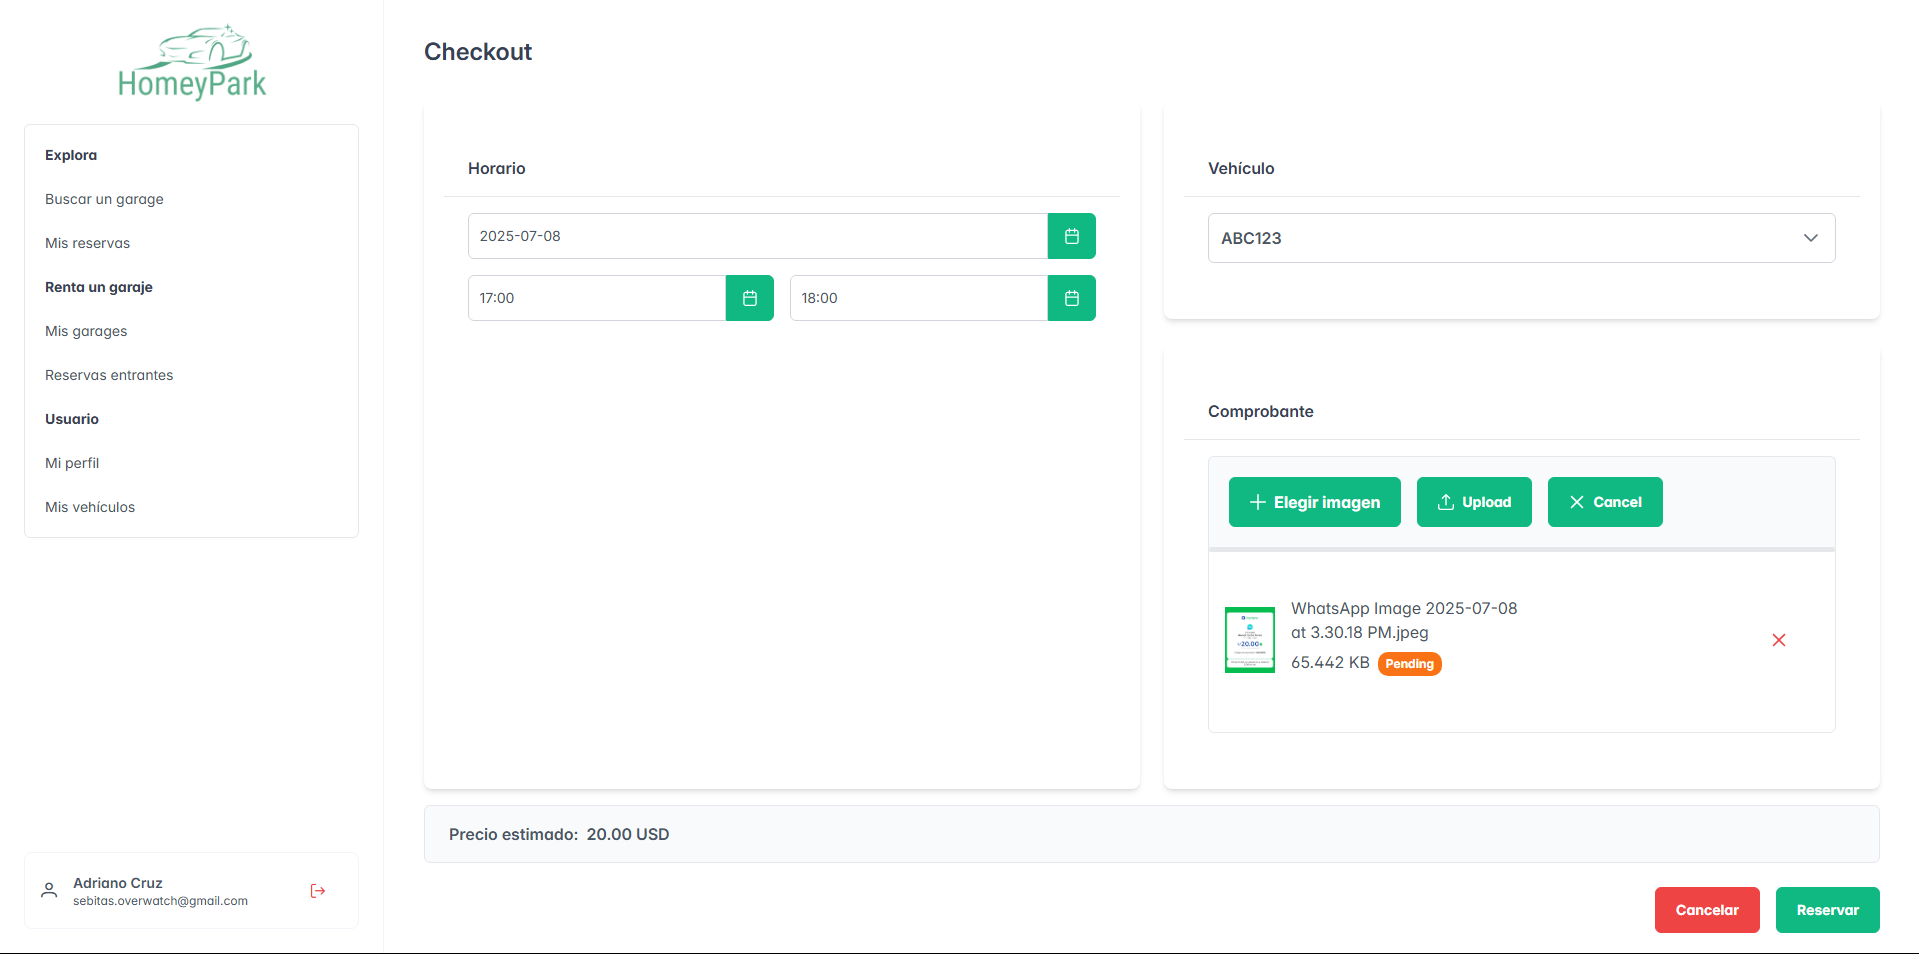 HomeyPark
Explora
Buscar un garage
Mis reservas
Renta un garaje
Mis garages
Reservas entrantes
Usuario
Mi perfil
Mis vehículos
Adriano Cruz
sebitas.overwatch@gmail.com
Checkout
Horario
2025-07-08
17:00
18:00
Vehículo
ABC123
Comprobante
Elegir imagen
Upload
Cancel
WhatsApp Image 2025-07-08
at 3.30.18 PM.jpeg
65.442 KB
Pending
20.00
Precio estimado: 20.00 USD
Cancelar
Reservar